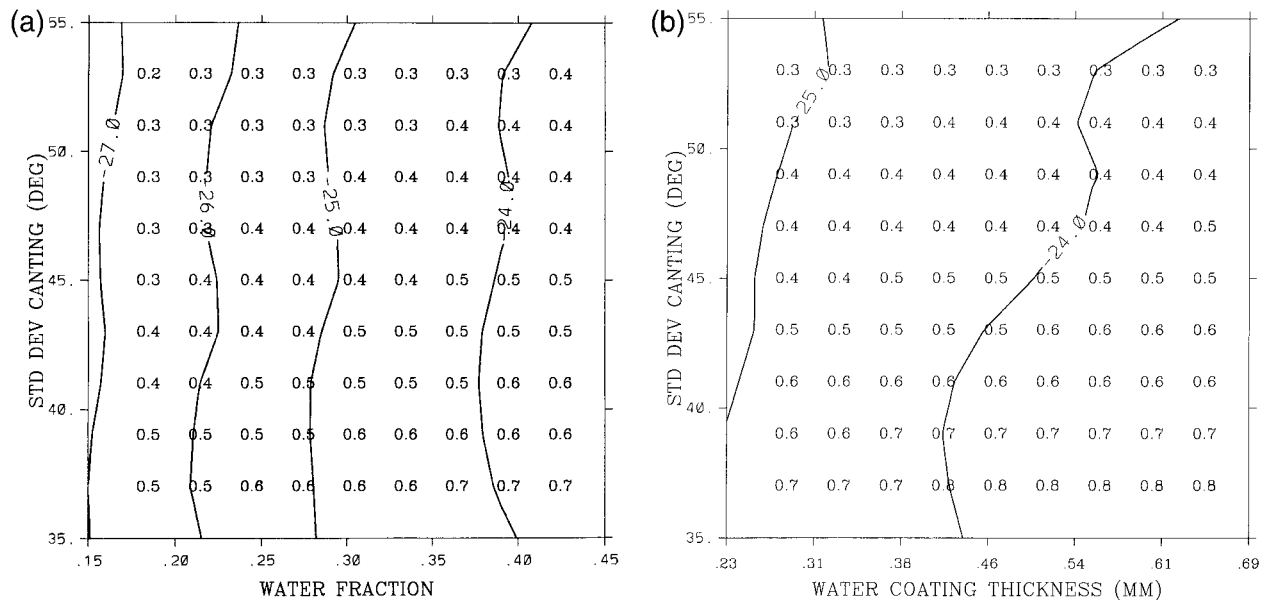 (a)
55.
50.
45.
40.
35.
STD DEV CANTING (DEG)
0.2 0.3 0.3 0.3 0.3 0.3 0.3 0.3 0.4
0.3 0.3 0.3 0.3 0.3 0.3 0.4 0.4 0.4
0.3 0.3 0.3 0.3 0.4 0.4 0.4 0.4 0.4
0.3 0.3 0.4 0.4 0.4 0.4 0.4 0.4 0.4
0.3 0.4 0.4 0.4 0.4 0.4 0.5 0.5 0.5
0.4 0.4 0.4 0.4 0.5 0.5 0.5 0.5 0.5
0.4 0.4 0.5 0.5 0.5 0.5 0.6 0.6 0.6
0.5 0.5 0.5 0.5 0.6 0.6 0.6 0.6 0.6
0.5 0.5 0.6 0.6 0.6 0.6 0.7 0.7 0.7
-27.0
-26.0
-25.0
-24.0
.15 .20 .25 .30 .35 .40 .45
WATER FRACTION
(b)
55.
50.
45.
40.
35.
STD DEV CANTING (DEG)
0.3 0.3 0.3 0.3 0.3 0.3 0.3 0.3 0.3
0.3 0.3 0.3 0.4 0.4 0.4 0.4 0.4 0.4
0.4 0.4 0.4 0.4 0.4 0.4 0.4 0.4 0.4
0.4 0.4 0.4 0.4 0.4 0.4 0.4 0.4 0.5
0.4 0.4 0.5 0.5 0.5 0.5 0.5 0.5 0.5
0.5 0.5 0.5 0.5 0.5 0.6 0.6 0.6 0.6
0.6 0.6 0.6 0.6 0.6 0.6 0.6 0.6 0.6
0.6 0.6 0.7 0.7 0.7 0.7 0.7 0.7 0.7
0.7 0.7 0.7 0.8 0.8 0.8 0.8 0.8 0.8
-25.0
-24.0
.23 .31 .38 .46 .54 .61 .69
WATER COATING THICKNESS (MM)